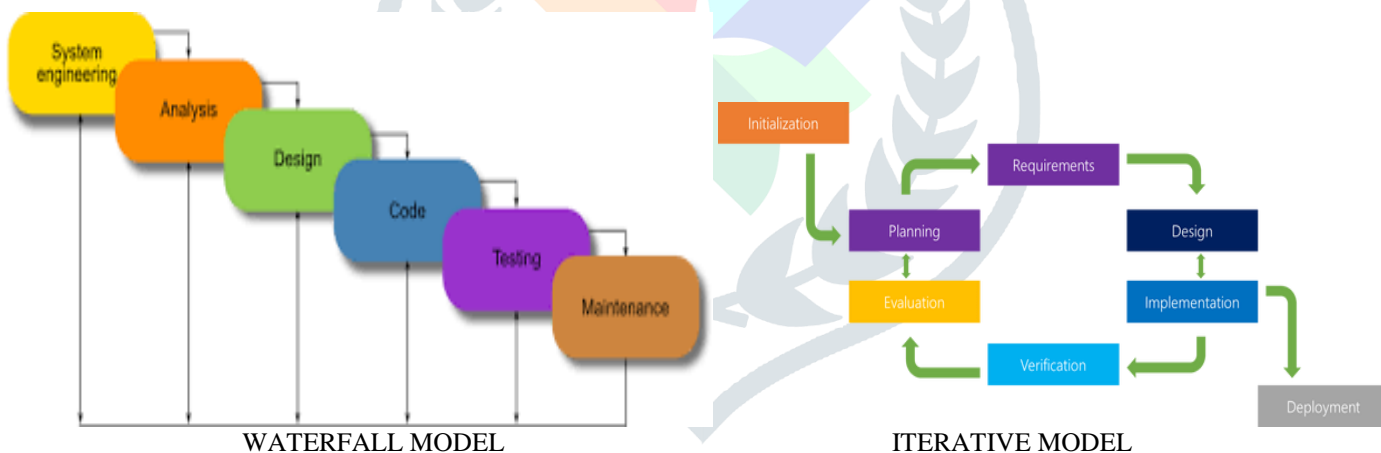 System
engineering
Analysis
Design
Code
Testing
Maintenance
WATERFALL MODEL
Initialization
Requirements
Planning
Design
Evaluation
Implementation
Verification
Deployment
ITERATIVE MODEL